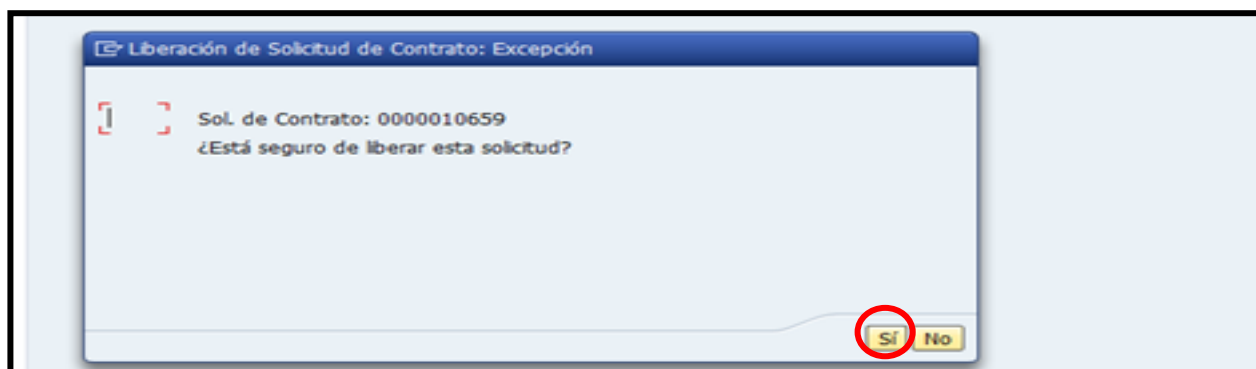 Liberación de Solicitud de Contrato: Excepción
Sol. de Contrato: 0000010659
¿Está seguro de liberar esta solicitud?
Sí No